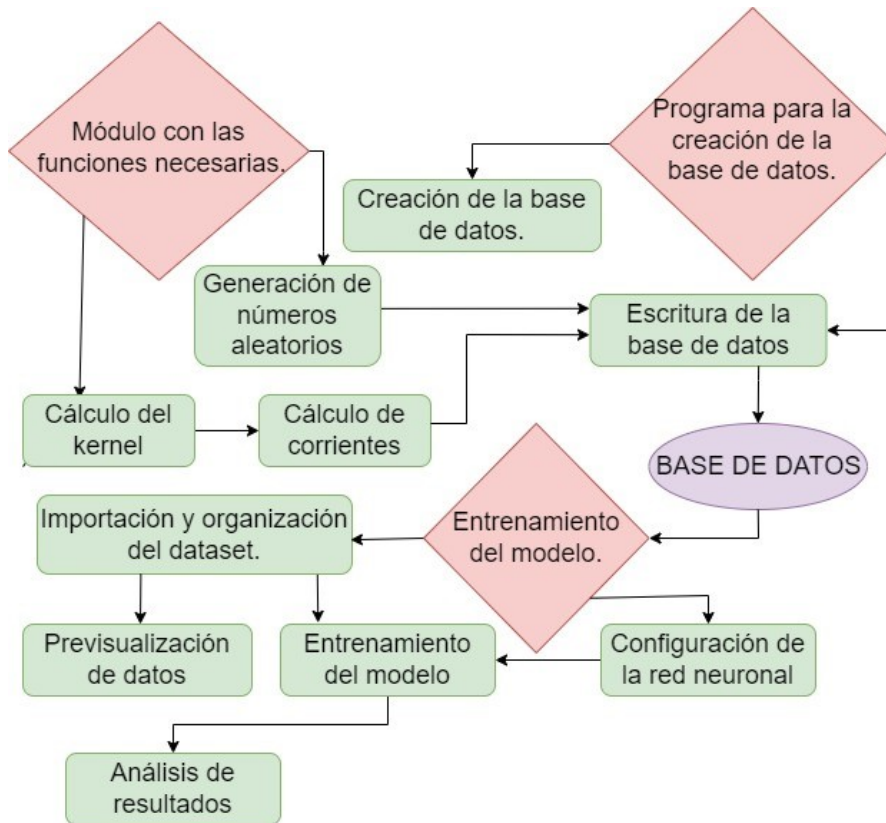 Módulo con las
funciones necesarias.
Programa para la
creación de la
base de datos.
Creación de la base
de datos.
Generación de
números
aleatorios
Escritura de la
base de datos
Cálculo del
kernel
Cálculo de
corrientes
BASE DE DATOS
Importación y organización
del dataset.
Entrenamiento
del modelo.
Previsualización
de datos
Entrenamiento
del modelo
Configuración de
la red neuronal
Análisis de
resultados